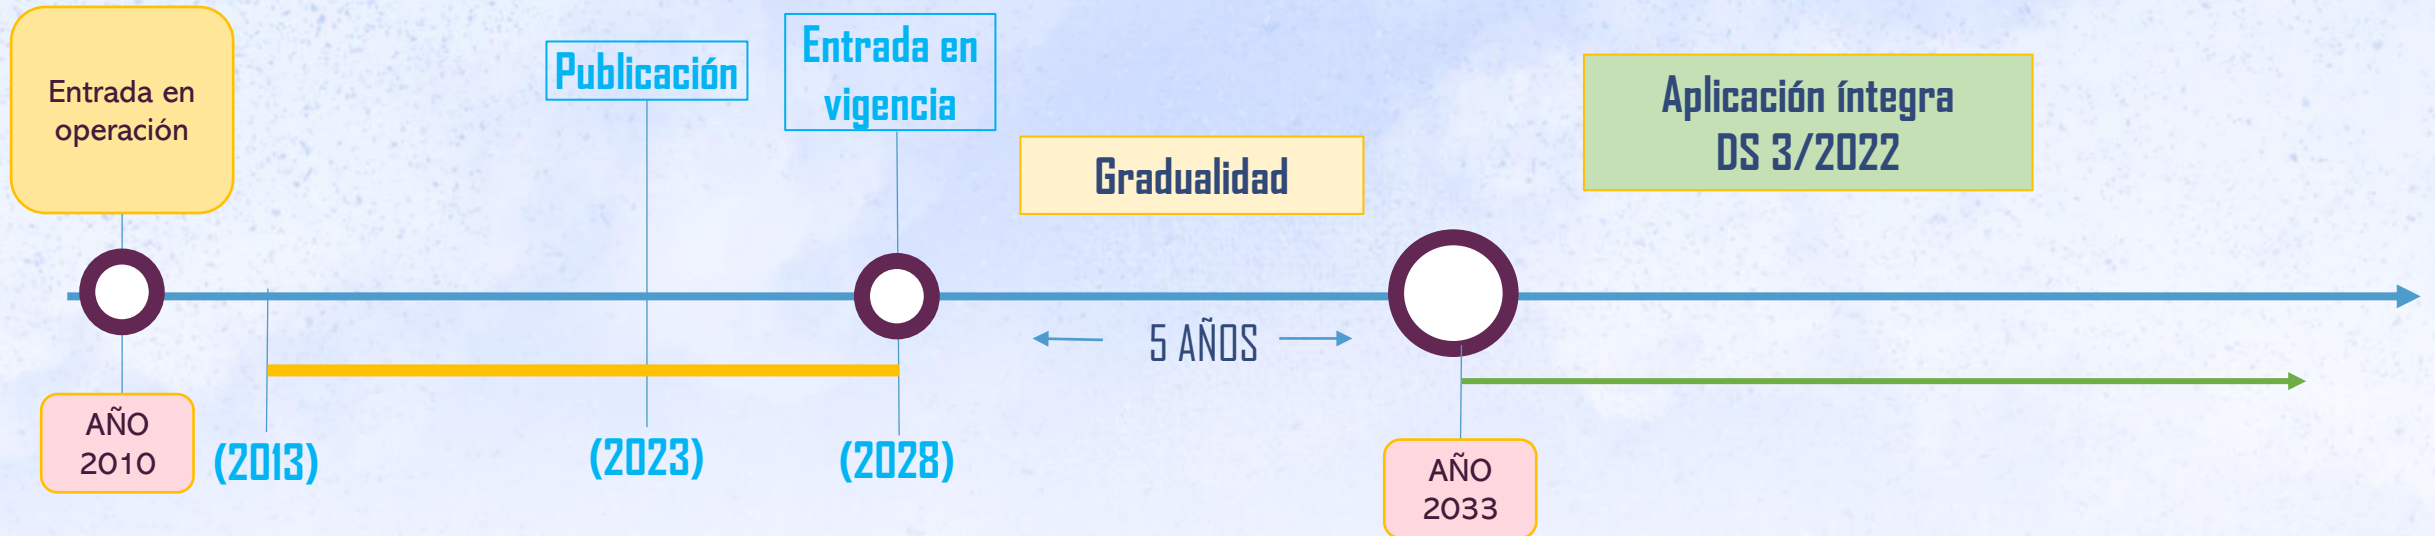 Entrada en
operación
Publicación
Entrada en
vigencia
Gradualidad
Aplicación íntegra
DS 3/2022
5 AÑOS
AÑO
2010
(2013)
(2023)
(2028)
AÑO
2033